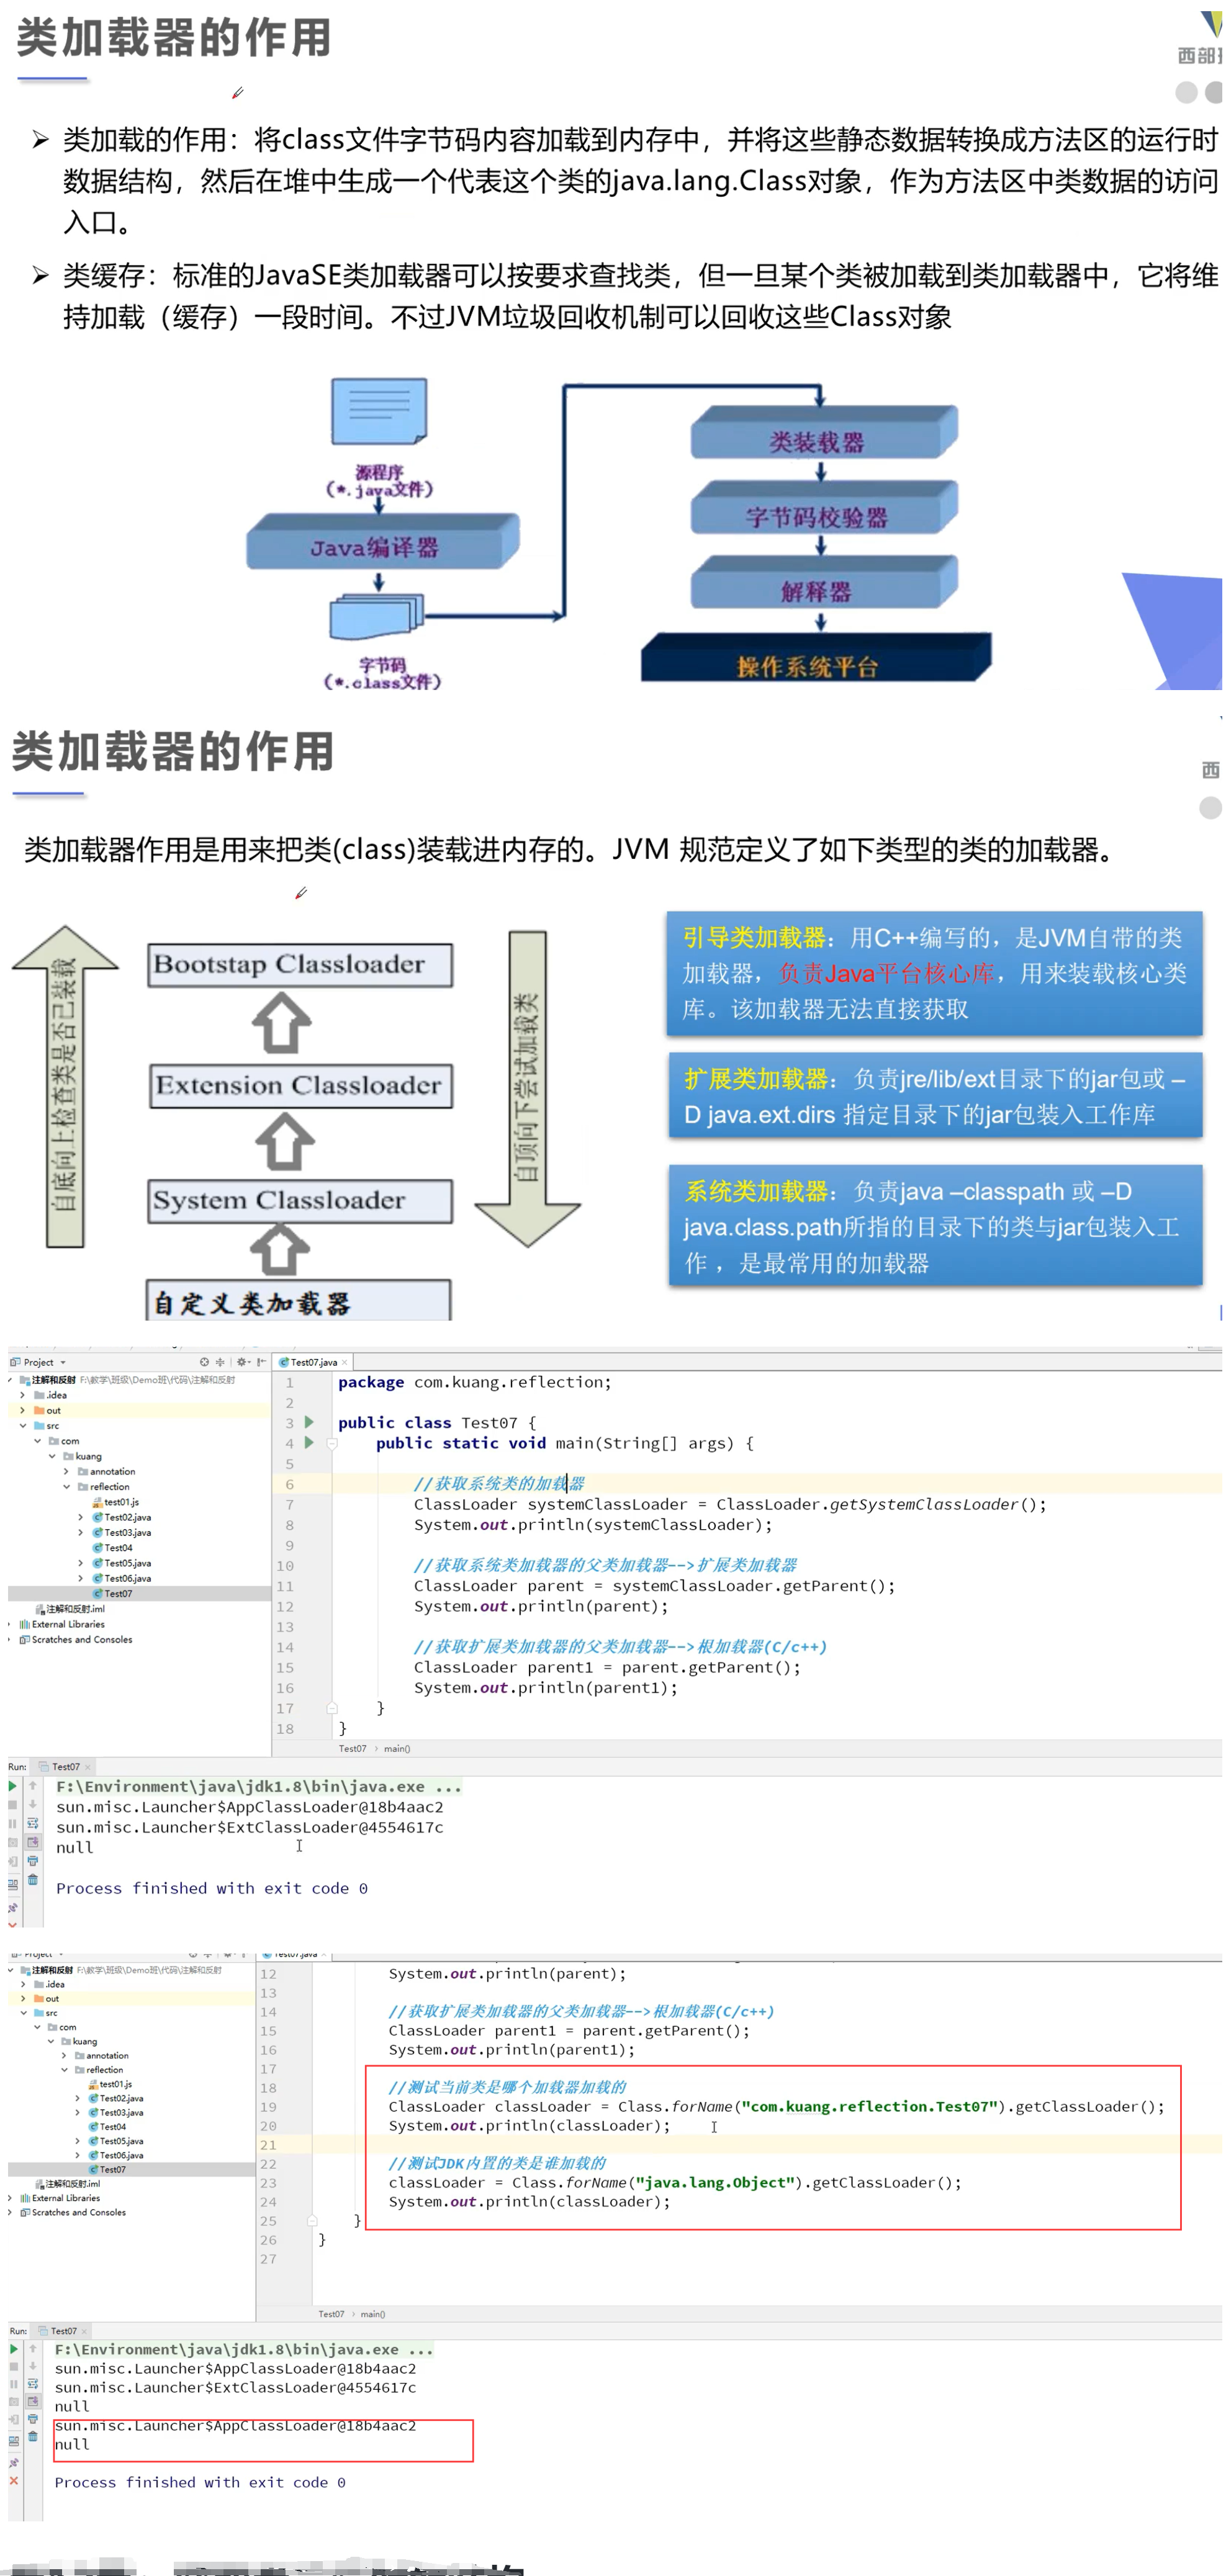 类加载器的作用
西部
类加载的作用：将class文件字节码内容加载到内存中，并将这些静态数据转换成方法区的运行时
数据结构，然后在堆中生成一个代表这个类的java.lang.Class对象，作为方法区中类数据的访问
入口。
类缓存：标准的JavaSE类加载器可以按要求查找类，但一旦某个类被加载到类加载器中，它将维
持加载（缓存）一段时间。不过JVM垃圾回收机制可以回收这些Class对象
源程序
(*.java文件)
Java编译器
字节码
(*.class文件)
类装载器
字节码校验器
解释器
操作系统平台
类加载器的作用
西
类加载器作用是用来把类(class)装载进内存的。JVM 规范定义了如下类型的类的加载器。
自底向上检查类是否已装载
Bootstap Classloader
Extension Classloader
System Classloader
自定义类加载器
自顶向下尝试加载类
引导类加载器：用C++编写的，是JVM自带的类
加载器，负责Java平台核心库，用来装载核心类
库。该加载器无法直接获取
扩展类加载器：负责jre/lib/ext目录下的jar包或 –
D java.ext.dirs 指定目录下的jar包装入工作库
系统类加载器：负责java –classpath 或 –D
java.class.path所指的目录下的类与jar包装入工
作 ，是最常用的加载器
Project
注解和反射 F:\教学\班级\Demo班\代码\注解和反射
.idea
out
src
com
kuang
annotation
reflection
test01.js
Test02.java
Test03.java
Test04
Test05.java
Test06.java
Test07
注解和反射.iml
External Libraries
Scratches and Consoles
Test07.java
1 package com.kuang.reflection;
2
3 public class Test07 {
4 public static void main(String[] args) {
5
6 //获取系统类的加载器
7 ClassLoader systemClassLoader = ClassLoader.getSystemClassLoader();
8 System.out.println(systemClassLoader);
9
10 //获取系统类加载器的父类加载器-->扩展类加载器
11 ClassLoader parent = systemClassLoader.getParent();
12 System.out.println(parent);
13
14 //获取扩展类加载器的父类加载器-->根加载器(C/c++)
15 ClassLoader parent1 = parent.getParent();
16 System.out.println(parent1);
17 }
18 }
Test07 > main()
Run: Test07
F:\Environment\java\jdk1.8\bin\java.exe ...
sun.misc.Launcher$AppClassLoader@18b4aac2
sun.misc.Launcher$ExtClassLoader@4554617c
null
Process finished with exit code 0
Project
注解和反射 F:\教学\班级\Demo班\代码\注解和反射
.idea
out
src
com
kuang
annotation
reflection
test01.js
Test02.java
Test03.java
Test04
Test05.java
Test06.java
Test07
注解和反射.iml
External Libraries
Scratches and Consoles
Test07.java
12 System.out.println(parent);
13
14 //获取扩展类加载器的父类加载器-->根加载器(C/c++)
15 ClassLoader parent1 = parent.getParent();
16 System.out.println(parent1);
17
18 //测试当前类是哪个加载器加载的
19 ClassLoader classLoader = Class.forName("com.kuang.reflection.Test07").getClassLoader();
20 System.out.println(classLoader);
21
22 //测试JDK内置的类是谁加载的
23 classLoader = Class.forName("java.lang.Object").getClassLoader();
24 System.out.println(classLoader);
25 }
26 }
27
Test07 > main()
Run: Test07
F:\Environment\java\jdk1.8\bin\java.exe ...
sun.misc.Launcher$AppClassLoader@18b4aac2
sun.misc.Launcher$ExtClassLoader@4554617c
null
sun.misc.Launcher$AppClassLoader@18b4aac2
null
Process finished with exit code 0